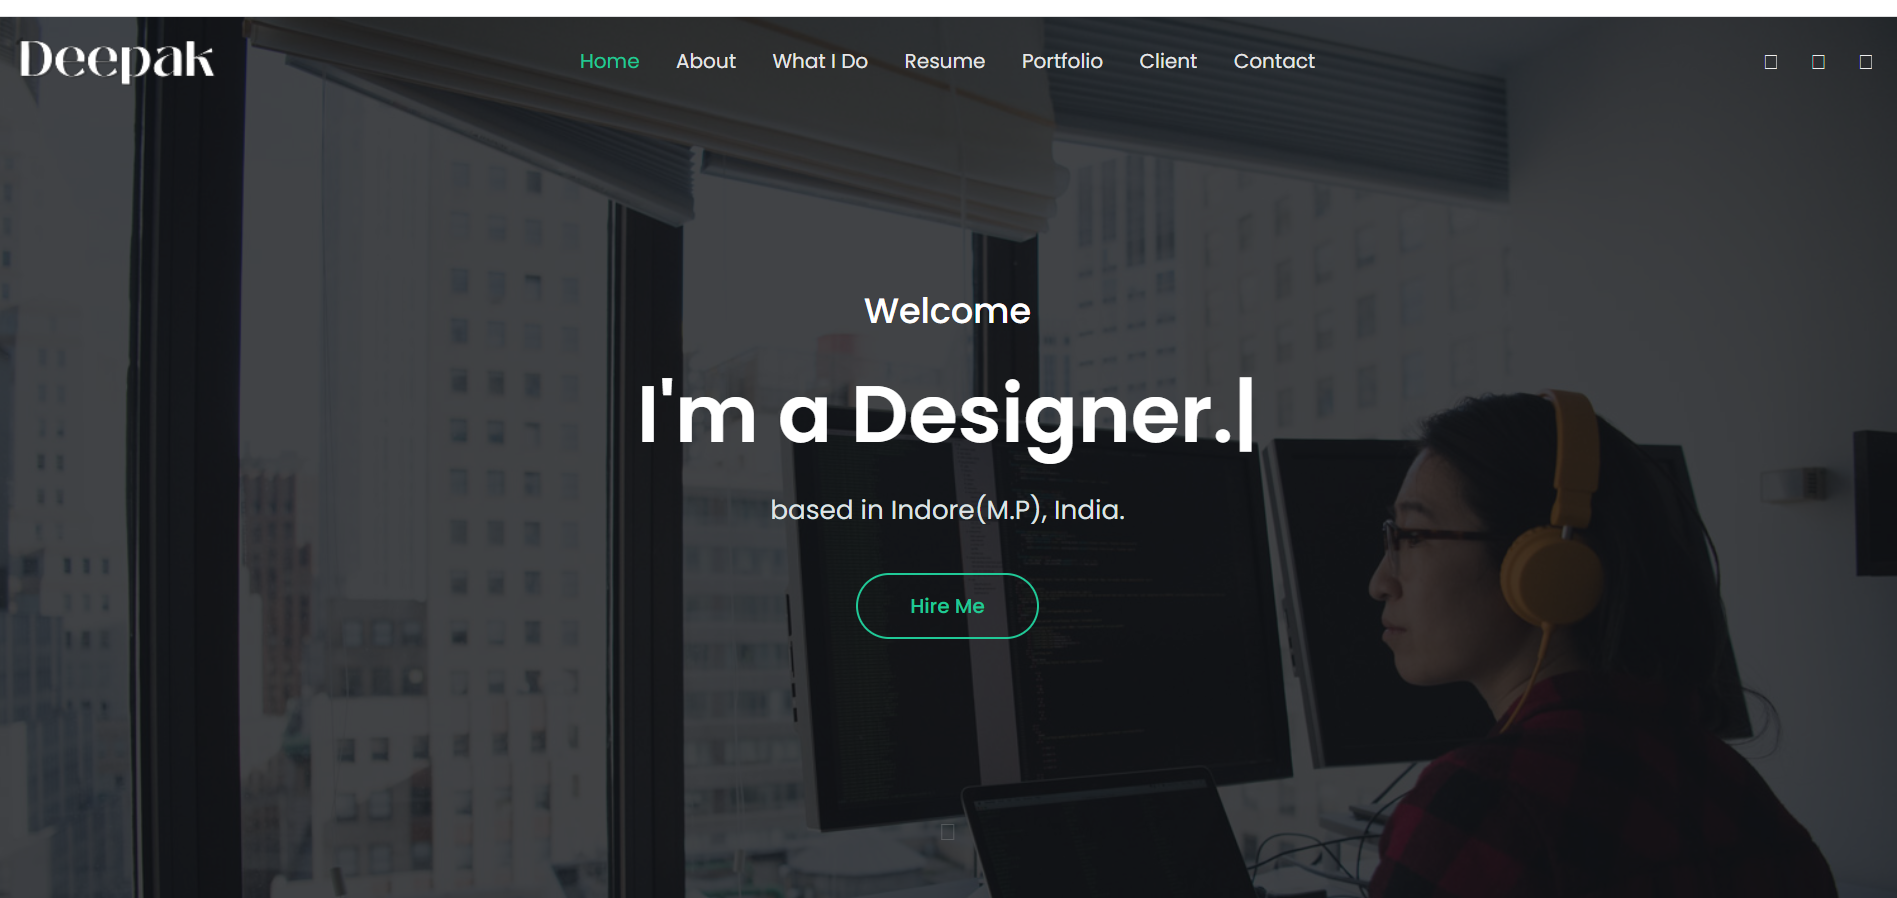 Deepak
Home About What I Do Resume Portfolio Client Contact
Welcome
I'm a Designer.|
based in Indore(M.P), India.
Hire Me